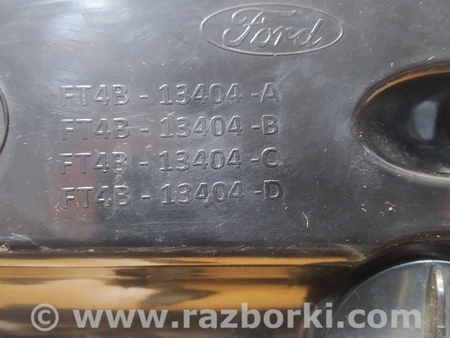 Ford
FT4B - 13404 -A
FT4B - 13404 -B
FT4B - 13404 -C
FT4B - 13404 -D
www.razborki.com